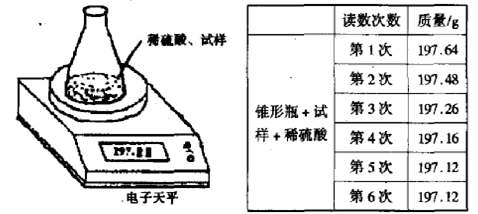 稀硫酸、试样
电子天平
读数次数 质量/g
锥形瓶+试样+稀硫酸
第1次 197.64
第2次 197.48
第3次 197.26
第4次 197.16
第5次 197.12
第6次 197.12